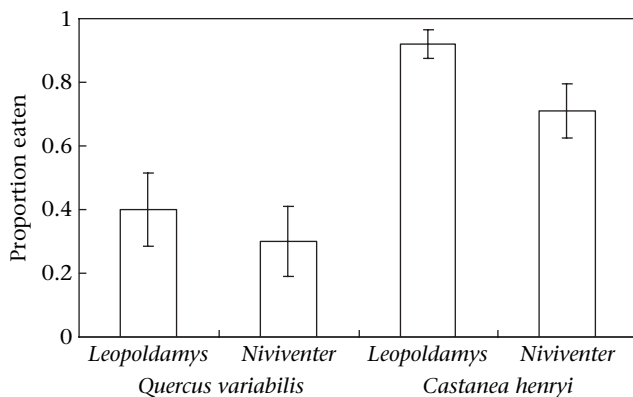 Proportion eaten
1
0.8
0.6
0.4
0.2
0
Leopoldamys Niviventer Leopoldamys Niviventer
Quercus variabilis Castanea henryi